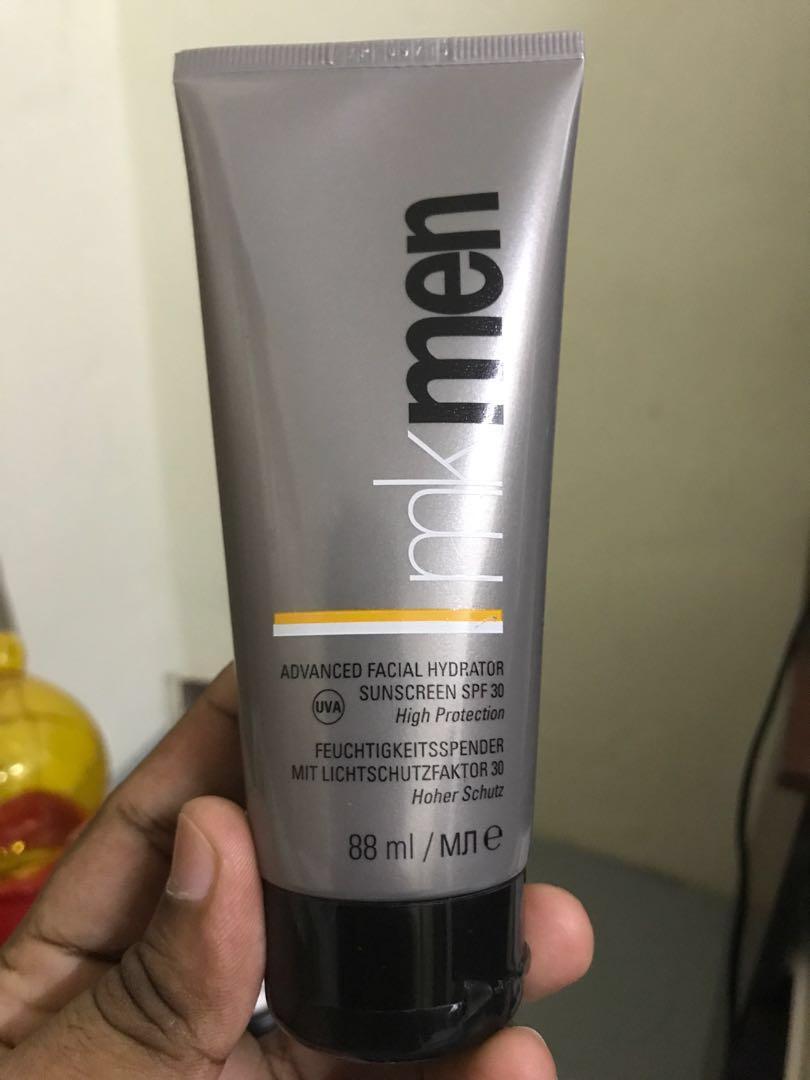 mkmen
ADVANCED FACIAL HYDRATOR
SUNSCREEN SPF 30
UVA
High Protection
FEUCHTIGKEITSSPENDER
MIT LICHTSCHUTZFAKTOR 30
Hoher Schutz
88 ml / МЛ ℮